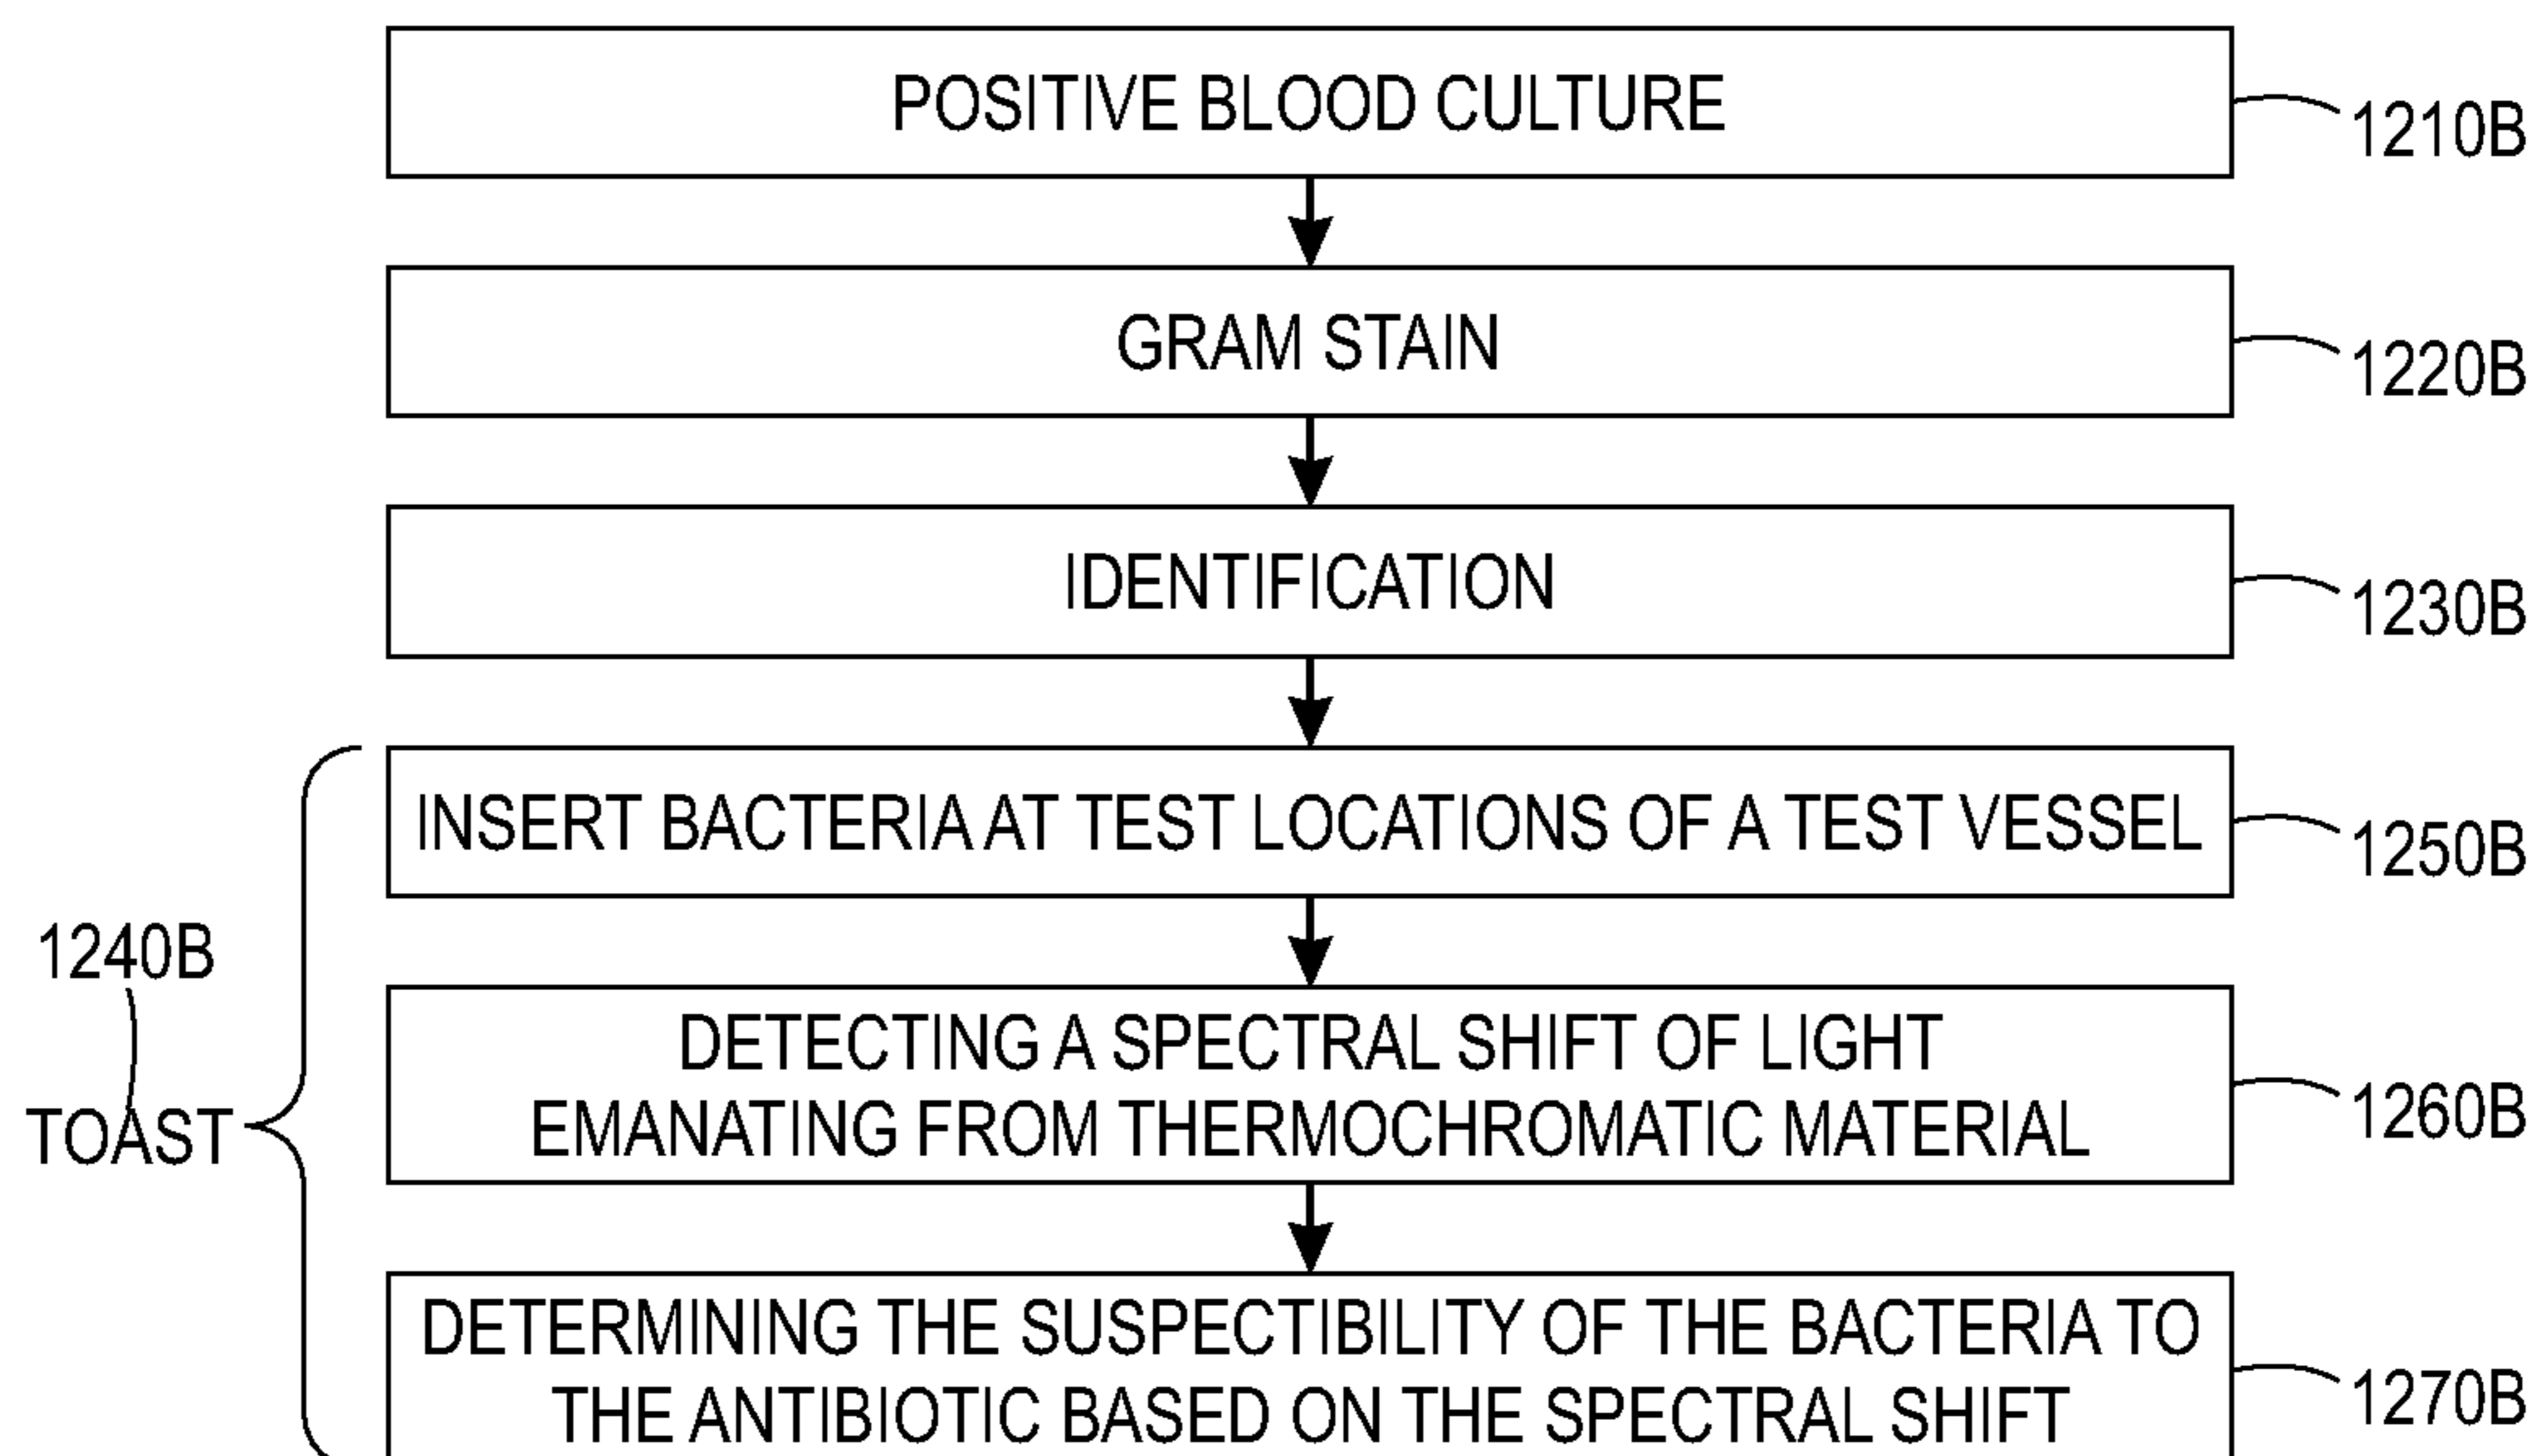 POSITIVE BLOOD CULTURE
1210B
GRAM STAIN
1220B
IDENTIFICATION
1230B
INSERT BACTERIA AT TEST LOCATIONS OF A TEST VESSEL
1250B
1240B
TOAST
DETECTING A SPECTRAL SHIFT OF LIGHT
EMANATING FROM THERMOCHROMATIC MATERIAL
1260B
DETERMINING THE SUSPECTIBILITY OF THE BACTERIA TO
THE ANTIBIOTIC BASED ON THE SPECTRAL SHIFT
1270B